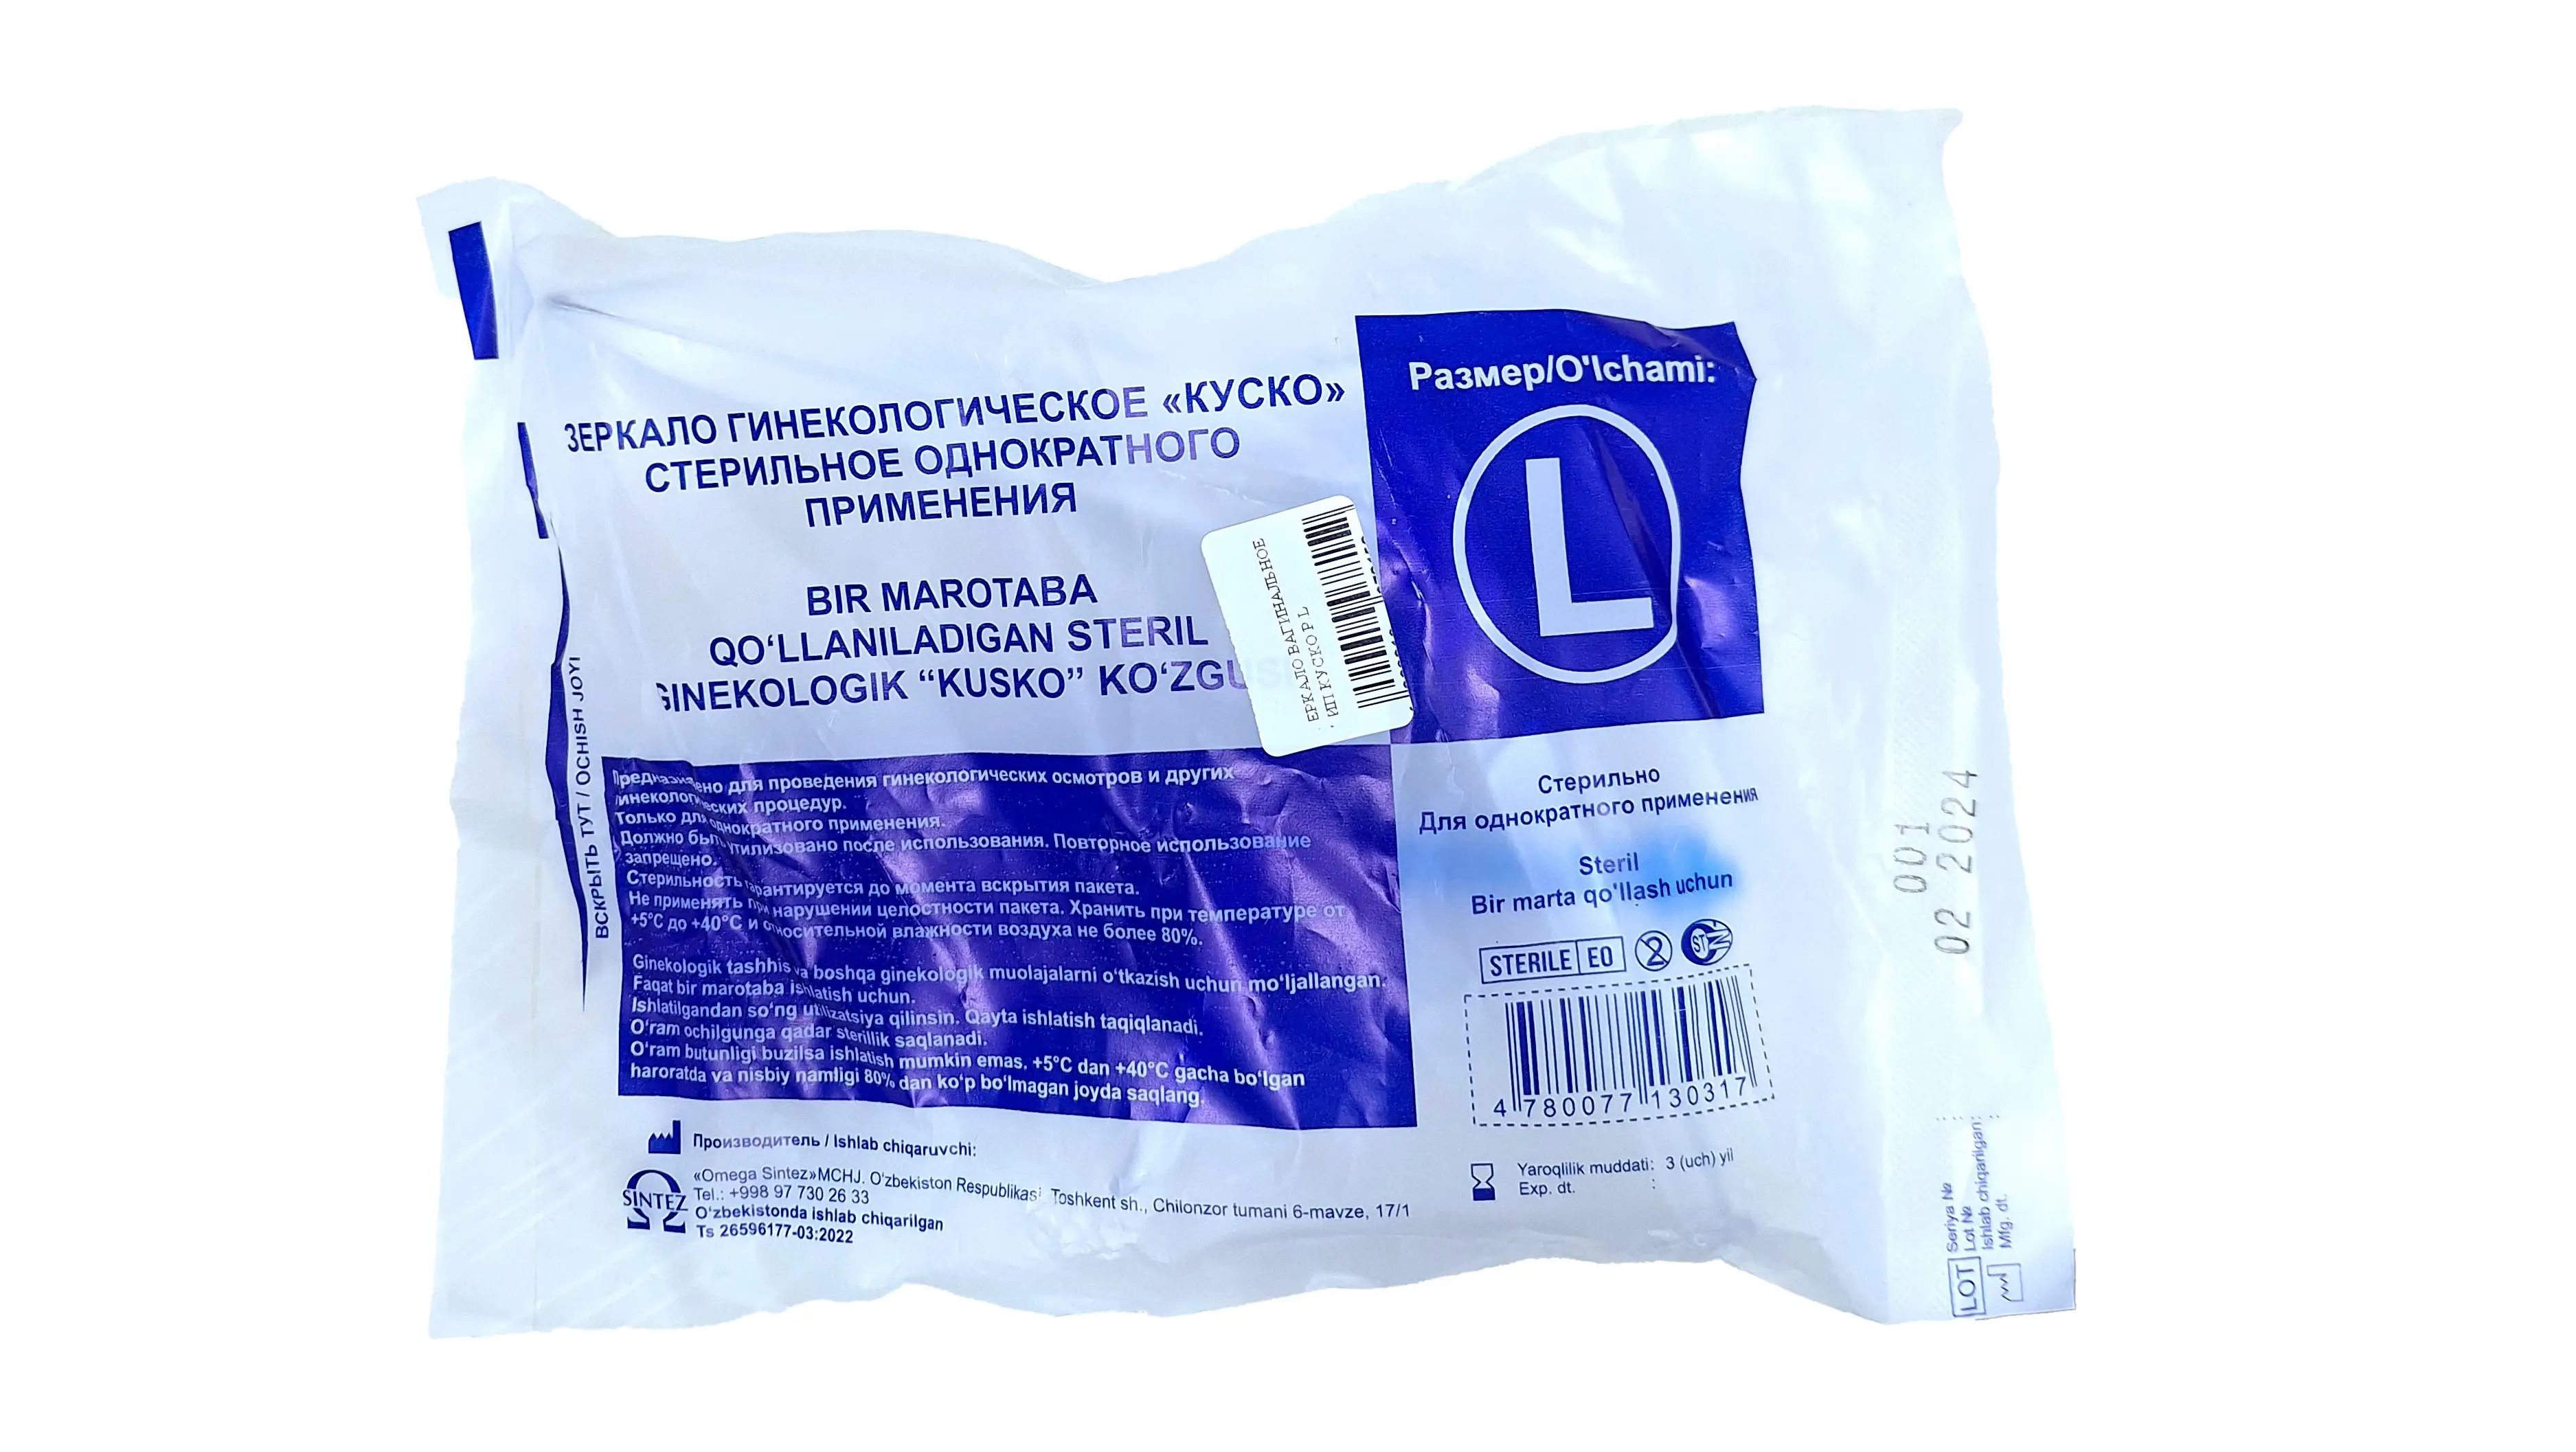 ЗЕРКАЛО ГИНЕКОЛОГИЧЕСКОЕ «КУСКО»
СТЕРИЛЬНОЕ ОДНОКРАТНОГО
ПРИМЕНЕНИЯ
BIR MAROTABA
QO‘LLANILADIGAN STERIL
GINEKOLOGIK “KUSKO” KO‘ZGUSI
ЕРКАЛО ВАГИНАЛЬНОЕ
ИП КУСКО Р L
Размер/O'lchami:
L
ВСКРЫТЬ ТУТ / OCHISH JOYI
Предназначено для проведения гинекологических осмотров и других
гинекологических процедур.
Только для однократного применения.
Должно быть утилизовано после использования. Повторное использование
запрещено.
Стерильность гарантируется до момента вскрытия пакета.
Не применять при нарушении целостности пакета. Хранить при температуре от
+5°C до +40°C и относительной влажности воздуха не более 80%.
Ginekologik tashhis va boshqa ginekologik muolajalarni o‘tkazish uchun mo‘ljallangan.
Faqat bir marotaba ishlatish uchun.
Ishlatilgandan so‘ng utilizatsiya qilinsin. Qayta ishlatish taqiqlanadi.
O‘ram ochilgunga qadar sterillik saqlanadi.
O‘ram butunligi buzilsa ishlatish mumkin emas. +5°C dan +40°C gacha bo‘lgan
haroratda va nisbiy namligi 80% dan ko‘p bo‘lmagan joyda saqlang.
Стерильно
Для однократного применения
Steril
Bir marta qo‘llash uchun
STERILE EO
2
ST
4 780077 130317
Yaroqlilik muddati: 3 (uch) yil
Exp. dt. :
Производитель / Ishlab chiqaruvchi:
SINTEZ
«Omega Sintez» MCHJ. O‘zbekiston Respublikasi Toshkent sh., Chilonzor tumani 6-mavze, 17/1
Tel.: +998 97 730 26 33
O‘zbekistonda ishlab chiqarilgan
Ts 26596177-03:2022
001
02 2024
LOT
Seriya №
Lot №
Ishlab chiqarilgan:
Mfg. dt.